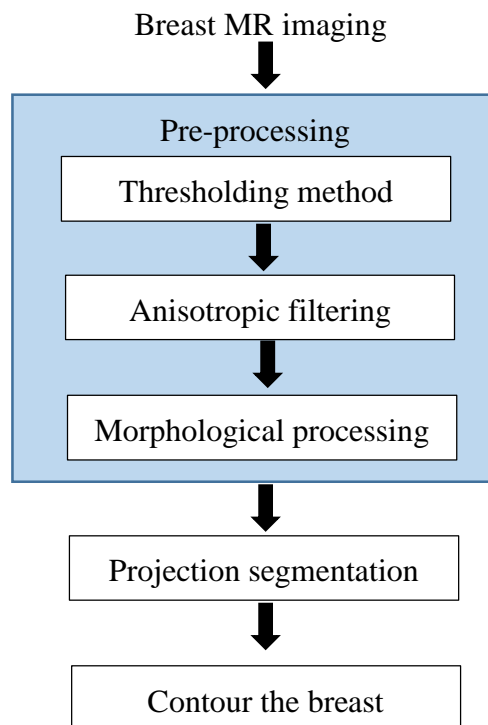 Breast MR imaging
Pre-processing
Thresholding method
Anisotropic filtering
Morphological processing
Projection segmentation
Contour the breast